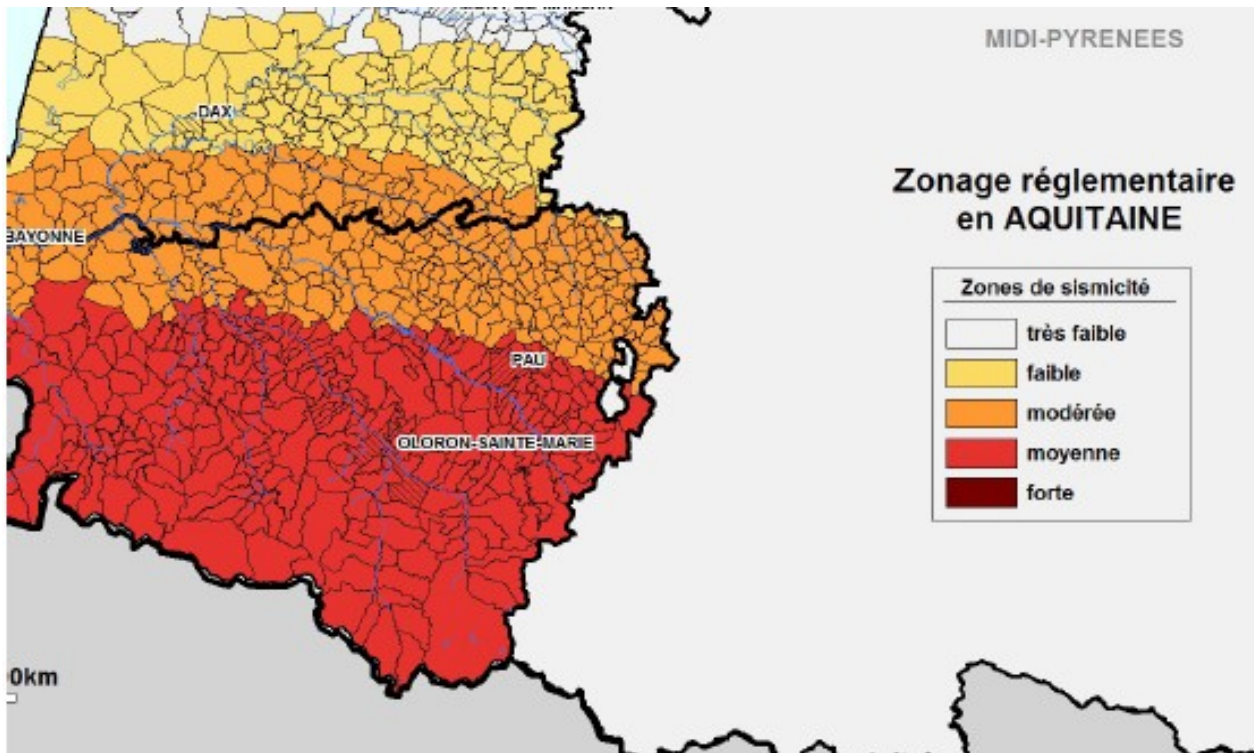 MIDI-PYRENEES
DAX
Zonage réglementaire
en AQUITAINE
BAYONNE
Zones de sismicité
très faible
faible
modérée
moyenne
forte
PAU
OLORON-SAINTE-MARIE
0km